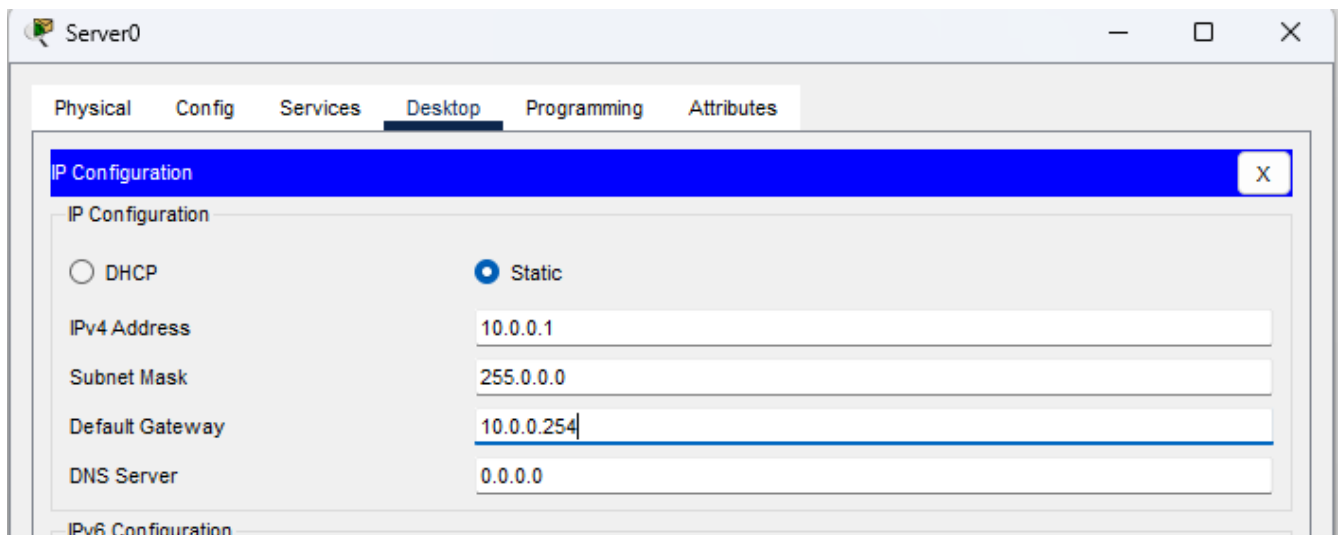 Server0
Physical Config Services Desktop Programming Attributes
IP Configuration X
IP Configuration
DHCP Static
IPv4 Address 10.0.0.1
Subnet Mask 255.0.0.0
Default Gateway 10.0.0.254
DNS Server 0.0.0.0
IPv6 Configuration